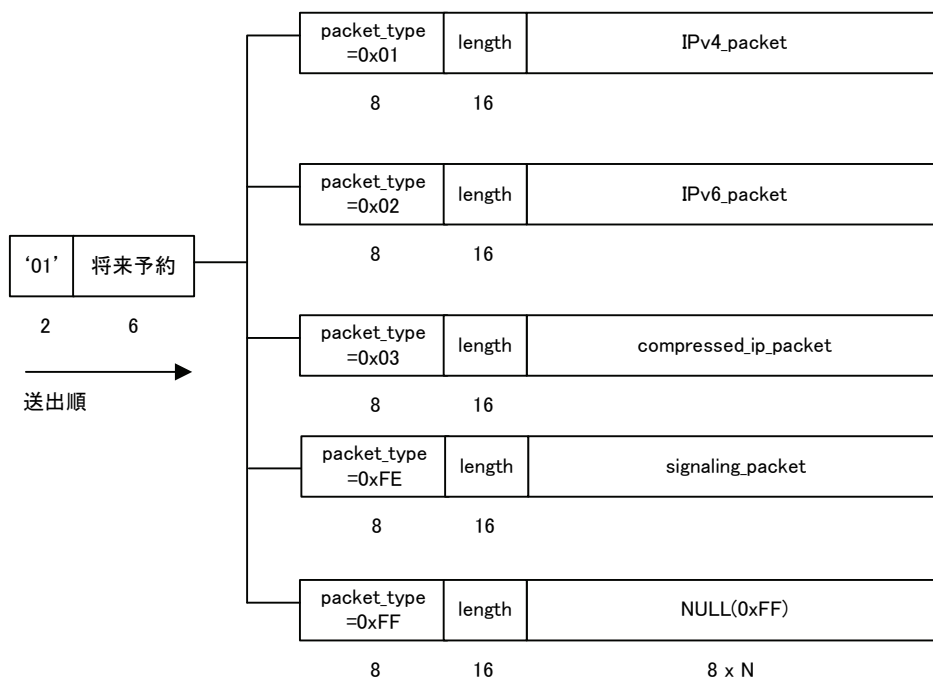 packet_type
=0x01
length
IPv4_packet
8
16
packet_type
=0x02
length
IPv6_packet
8
16
‘01’
将来予約
2
6
送出順
packet_type
=0x03
length
compressed_ip_packet
8
16
packet_type
=0xFE
length
signaling_packet
8
16
packet_type
=0xFF
length
NULL(0xFF)
8
16
8 x N